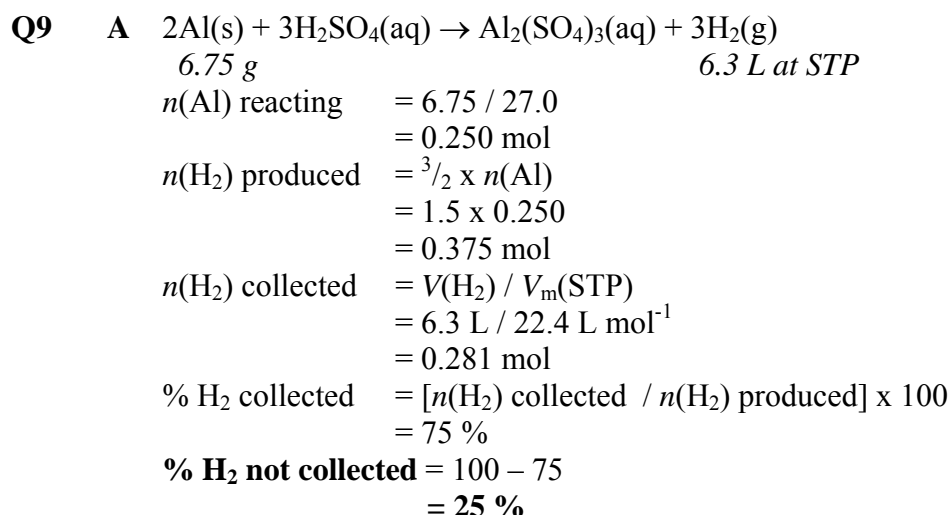 Q9 A 2Al(s) + 3H₂SO₄(aq) → Al₂(SO₄)₃(aq) + 3H₂(g)
6.75 g 6.3 L at STP
n(Al) reacting = 6.75 / 27.0
= 0.250 mol
n(H₂) produced = ³/₂ x n(Al)
= 1.5 x 0.250
= 0.375 mol
n(H₂) collected = V(H₂) / Vₘ(STP)
= 6.3 L / 22.4 L mol⁻¹
= 0.281 mol
% H₂ collected = [n(H₂) collected / n(H₂) produced] x 100
= 75 %
% H₂ not collected = 100 – 75
= 25 %